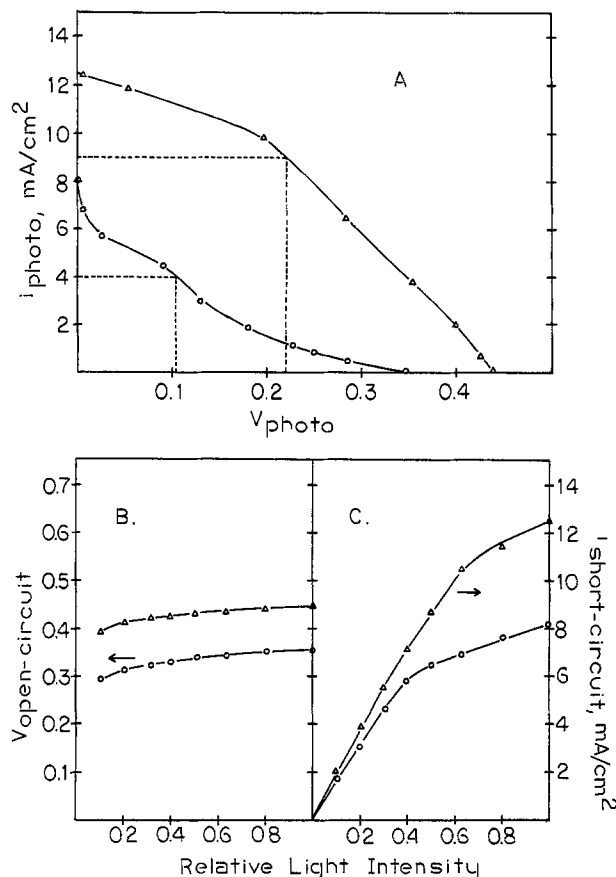 A
i photo, mA/cm2
14
12
10
8
6
4
2
0.1 0.2 0.3 0.4
Vphoto
B.
Vopen-circuit
0.7
0.6
0.5
0.4
0.3
0.2
0.1
0.2 0.4 0.6 0.8
C.
i short-circuit, mA/cm2
14
12
10
8
6
4
2
0.2 0.4 0.6 0.8
Relative Light Intensity